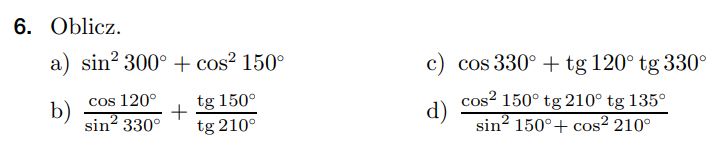 6. Oblicz.
a) sin² 300° + cos² 150°
b) cos 120° / sin² 330° + tg 150° / tg 210°
c) cos 330° + tg 120° tg 330°
d) cos² 150° tg 210° tg 135° / sin² 150° + cos² 210°